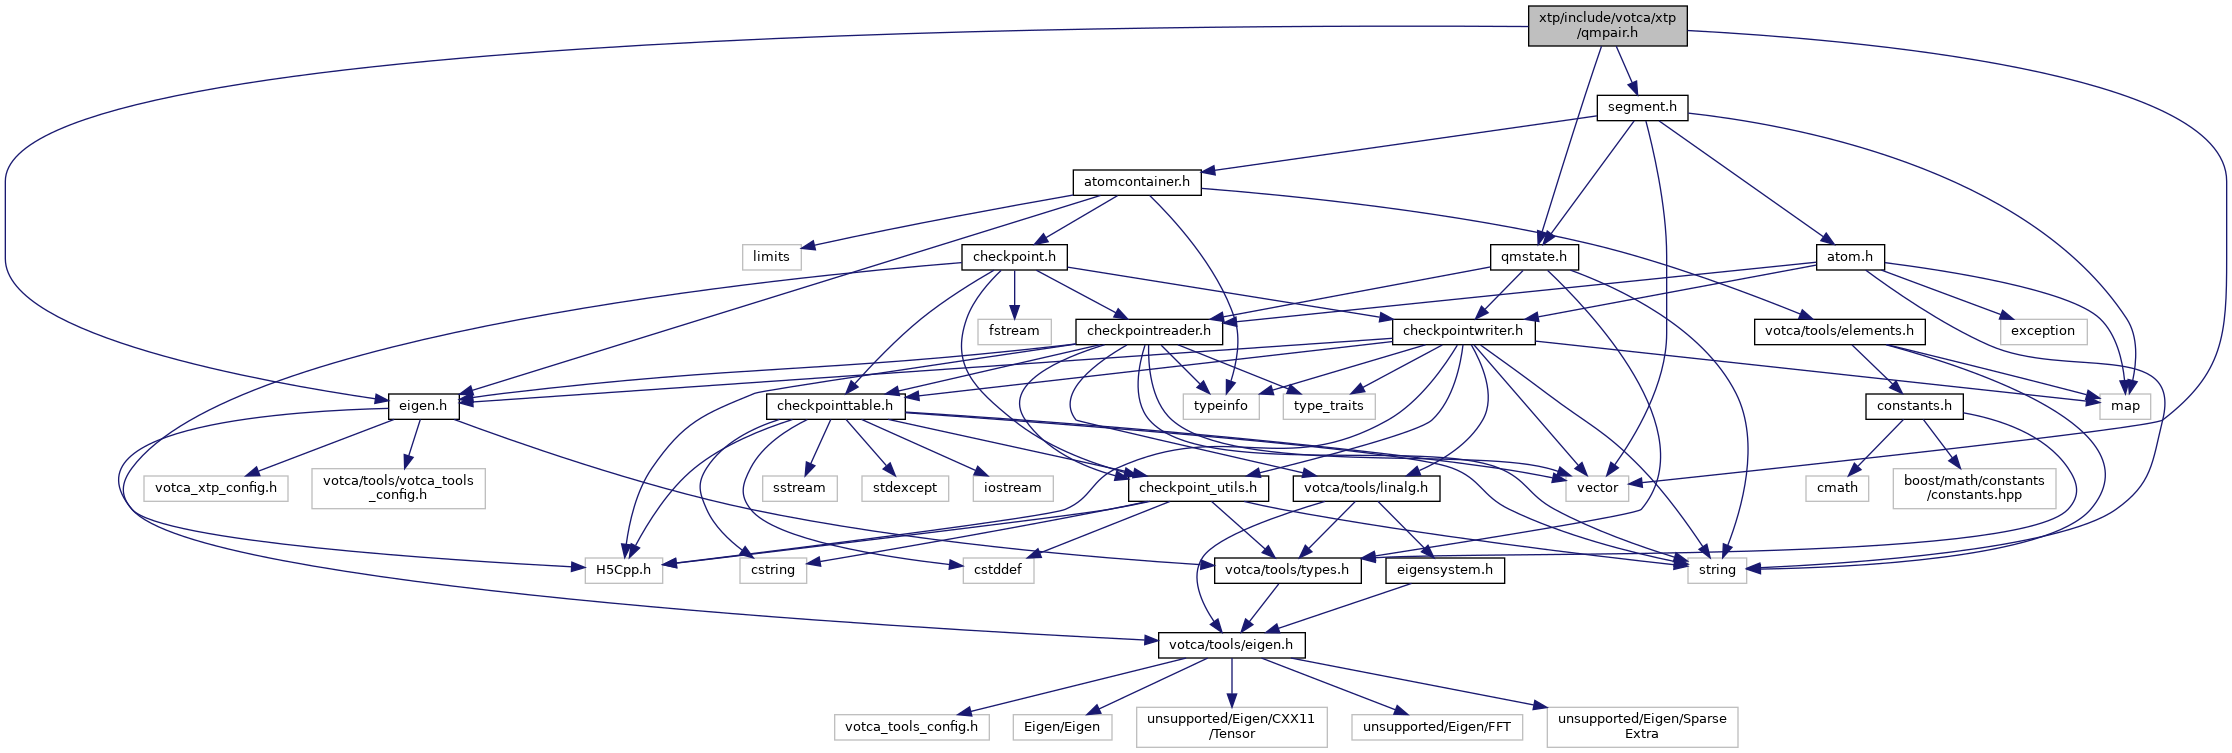 xtp/include/votca/xtp
/qmpair.h
segment.h
atomcontainer.h
limits
checkpoint.h
qmstate.h
atom.h
fstream
checkpointreader.h
checkpointwriter.h
votca/tools/elements.h
exception
eigen.h
checkpointtable.h
typeinfo
type_traits
constants.h
map
votca_xtp_config.h
votca/tools/votca_tools
_config.h
sstream
stdexcept
iostream
checkpoint_utils.h
votca/tools/linalg.h
vector
cmath
boost/math/constants
/constants.hpp
H5Cpp.h
cstring
cstddef
votca/tools/types.h
eigensystem.h
string
votca/tools/eigen.h
votca_tools_config.h
Eigen/Eigen
unsupported/Eigen/CXX11
/Tensor
unsupported/Eigen/FFT
unsupported/Eigen/Sparse
Extra